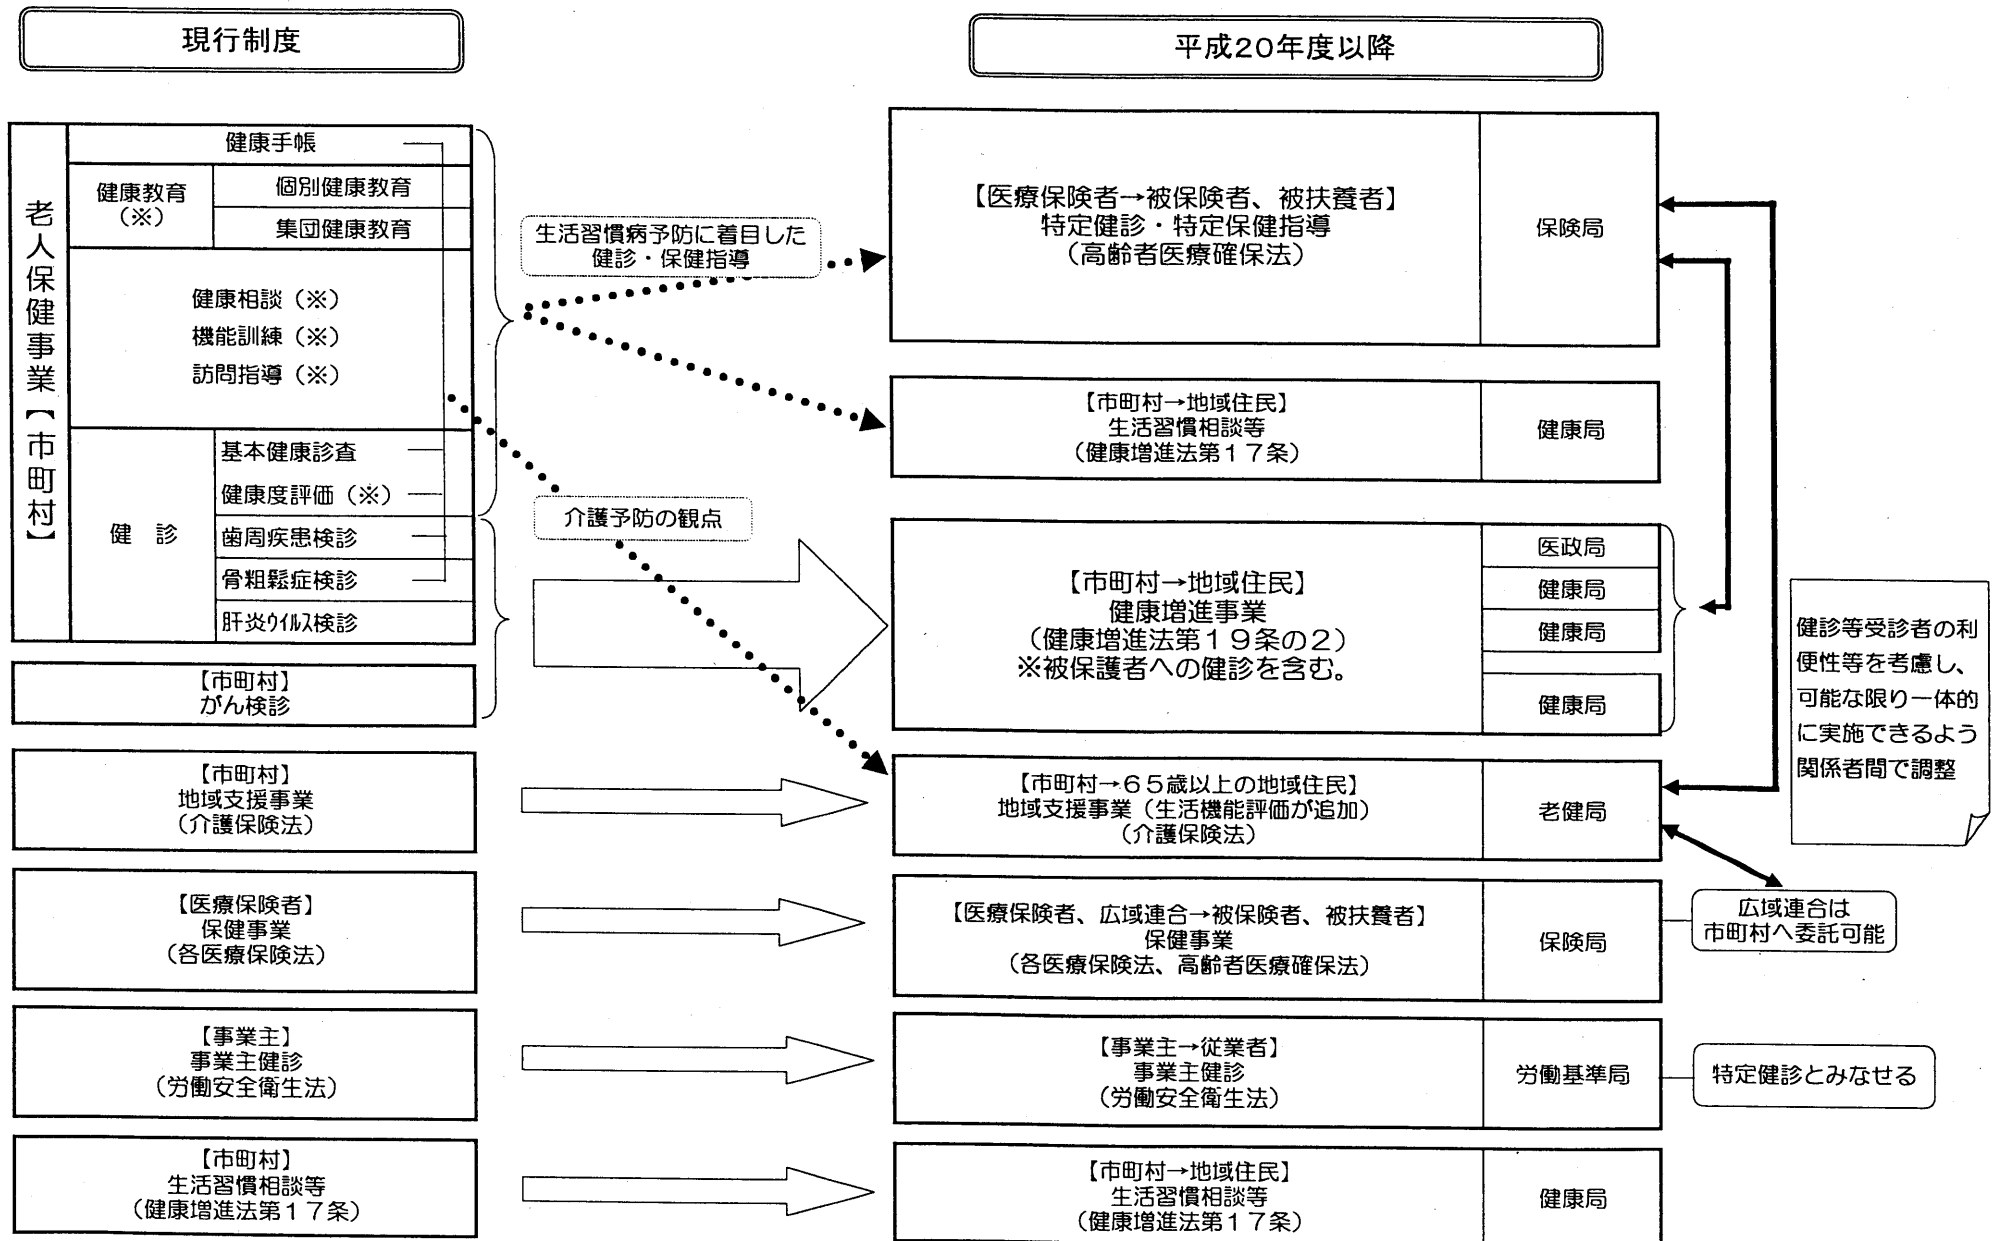 現行制度
平成20年度以降
老人保健事業【市町村】
健康手帳
健康教育
（※）
個別健康教育
集団健康教育
健康相談（※）
機能訓練（※）
訪問指導（※）
健　診
基本健康診査
健康度評価（※）
歯周疾患検診
骨粗鬆症検診
肝炎ウイルス検診
【市町村】
がん検診
【市町村】
地域支援事業
（介護保険法）
【医療保険者】
保健事業
（各医療保険法）
【事業主】
事業主健診
（労働安全衛生法）
【市町村】
生活習慣相談等
（健康増進法第１７条）
生活習慣病予防に着目した
健診・保健指導
介護予防の観点
【医療保険者→被保険者、被扶養者】
特定健診・特定保健指導
（高齢者医療確保法）
保険局
【市町村→地域住民】
生活習慣相談等
（健康増進法第１７条）
健康局
【市町村→地域住民】
健康増進事業
（健康増進法第１９条の２）
※被保護者への健診を含む。
医政局
健康局
健康局
健康局
【市町村→６５歳以上の地域住民】
地域支援事業（生活機能評価が追加）
（介護保険法）
老健局
【医療保険者、広域連合→被保険者、被扶養者】
保健事業
（各医療保険法、高齢者医療確保法）
保険局
【事業主→従業者】
事業主健診
（労働安全衛生法）
労働基準局
【市町村→地域住民】
生活習慣相談等
（健康増進法第１７条）
健康局
健診等受診者の利
便性等を考慮し、
可能な限り一体的
に実施できるよう
関係者間で調整
広域連合は
市町村へ委託可能
特定健診とみなせる